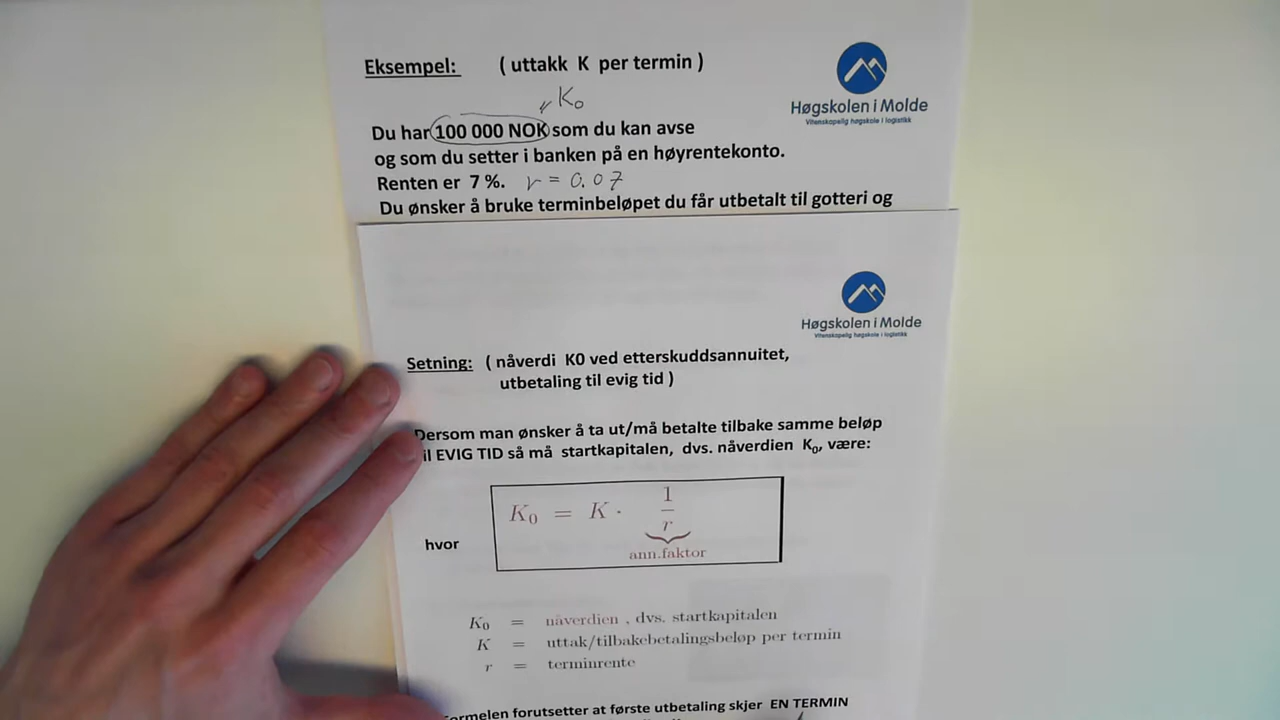 Eksempel: ( uttakk K per termin )
Høgskolen i Molde
Vitenskapelig høgskole i logistikk
K₀
Du har 100 000 NOK som du kan avse
og som du setter i banken på en høyrentekonto.
Renten er 7 %. r = 0.07
Du ønsker å bruke terminbeløpet du får utbetalt til gotteri og
Høgskolen i Molde
Vitenskapelig høgskole i logistikk
Setning: ( nåverdi K0 ved etterskuddsannuitet,
utbetaling til evig tid )
Dersom man ønsker å ta ut/må betalte tilbake samme beløp
il EVIG TID så må startkapitalen, dvs. nåverdien K₀, være:
K₀ = K · 1/r
ann.faktor
hvor
K₀ = nåverdien , dvs. startkapitalen
K = uttak/tilbakebetalingsbeløp per termin
r = terminrente
ormelen forutsetter at første utbetaling skjer EN TERMIN